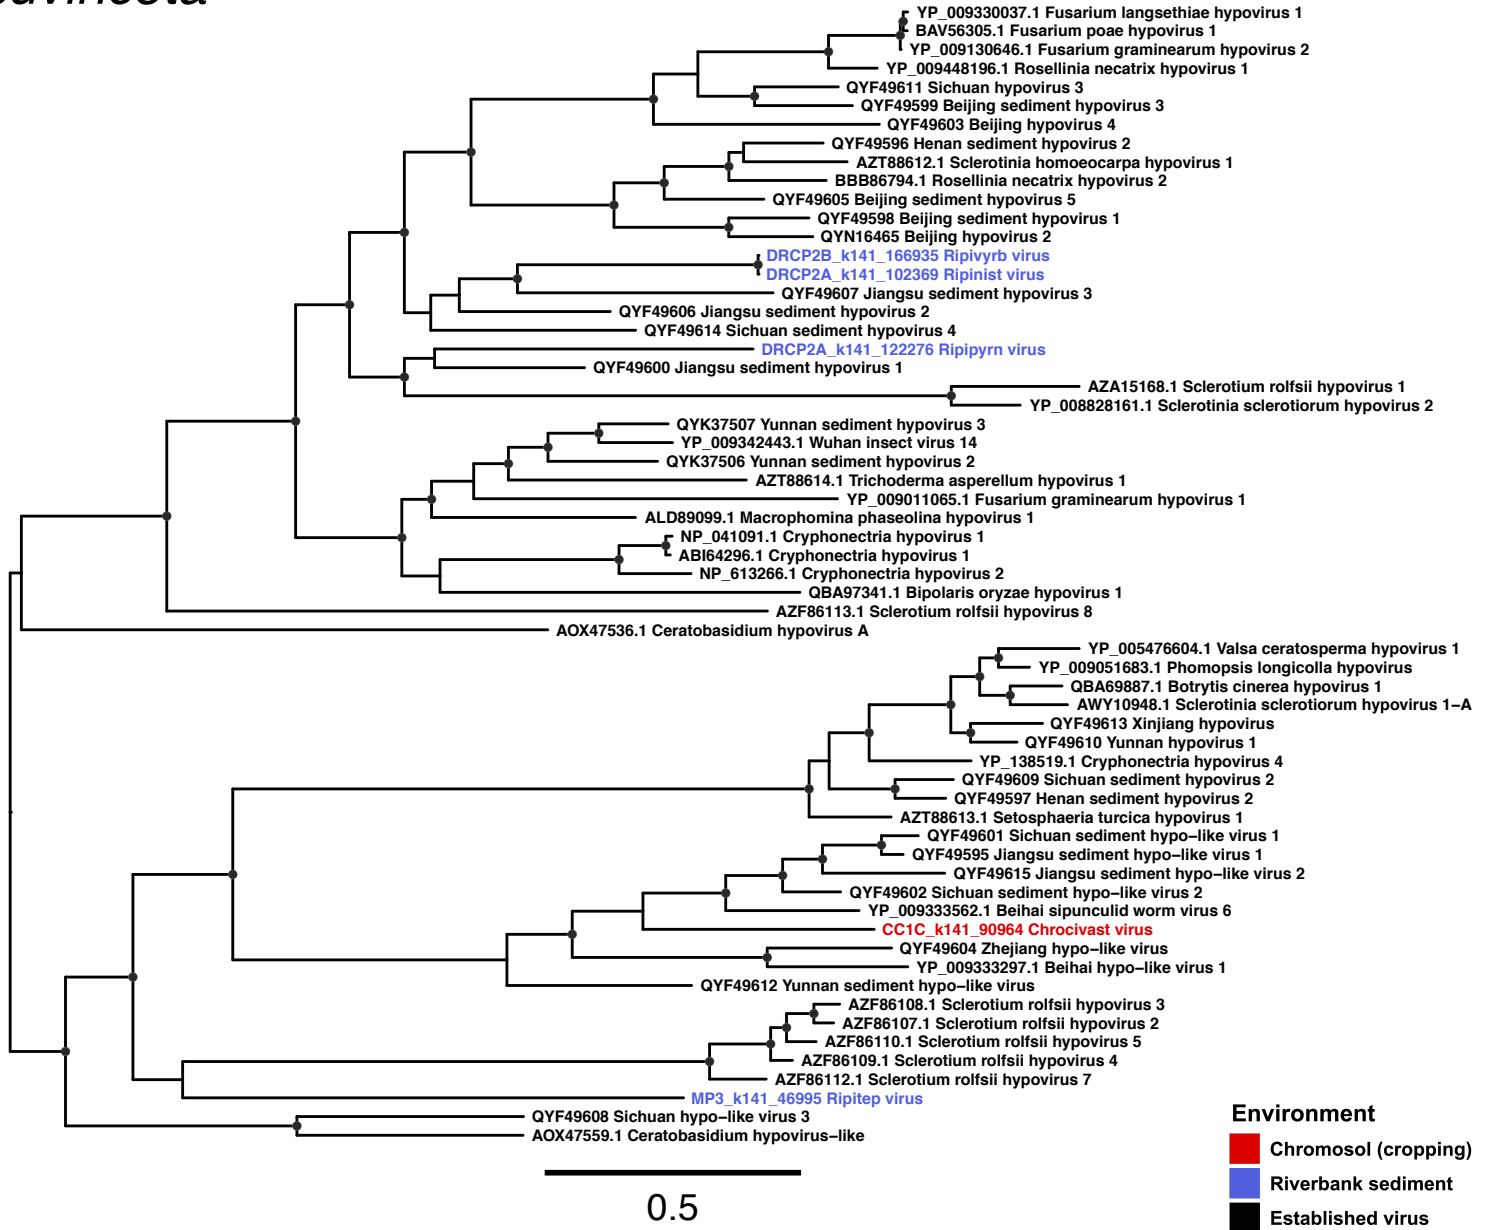 YP_009330037.1 Fusarium langsethiae hypovirus 1
BAV56305.1 Fusarium poae hypovirus 1
YP_009130646.1 Fusarium graminearum hypovirus 2
YP_009448196.1 Rosellinia necatrix hypovirus 1
QYF49611 Sichuan hypovirus 3
QYF49599 Beijing sediment hypovirus 3
QYF49603 Beijing hypovirus 4
QYF49596 Henan sediment hypovirus 2
AZT88612.1 Sclerotinia homoeocarpa hypovirus 1
BBB86794.1 Rosellinia necatrix hypovirus 2
QYF49605 Beijing sediment hypovirus 5
QYF49598 Beijing sediment hypovirus 1
QYN16465 Beijing hypovirus 2
DRCP2B_k141_166935 Ripivyrb virus
DRCP2A_k141_102369 Ripinist virus
QYF49607 Jiangsu sediment hypovirus 3
QYF49606 Jiangsu sediment hypovirus 2
QYF49614 Sichuan sediment hypovirus 4
DRCP2A_k141_122276 Ripipyrn virus
QYF49600 Jiangsu sediment hypovirus 1
AZA15168.1 Sclerotium rolfsii hypovirus 1
YP_008828161.1 Sclerotinia sclerotiorum hypovirus 2
QYK37507 Yunnan sediment hypovirus 3
YP_009342443.1 Wuhan insect virus 14
QYK37506 Yunnan sediment hypovirus 2
AZT88614.1 Trichoderma asperellum hypovirus 1
YP_009011065.1 Fusarium graminearum hypovirus 1
ALD89099.1 Macrophomina phaseolina hypovirus 1
NP_041091.1 Cryphonectria hypovirus 1
ABI64296.1 Cryphonectria hypovirus 1
NP_613266.1 Cryphonectria hypovirus 2
QBA97341.1 Bipolaris oryzae hypovirus 1
AZF86113.1 Sclerotium rolfsii hypovirus 8
AOX47536.1 Ceratobasidium hypovirus A
YP_005476604.1 Valsa ceratosperma hypovirus 1
YP_009051683.1 Phomopsis longicolla hypovirus
QBA69887.1 Botrytis cinerea hypovirus 1
AWY10948.1 Sclerotinia sclerotiorum hypovirus 1−A
QYF49613 Xinjiang hypovirus
QYF49610 Yunnan hypovirus 1
YP_138519.1 Cryphonectria hypovirus 4
QYF49609 Sichuan sediment hypovirus 2
QYF49597 Henan sediment hypovirus 2
AZT88613.1 Setosphaeria turcica hypovirus 1
QYF49601 Sichuan sediment hypo−like virus 1
QYF49595 Jiangsu sediment hypo−like virus 1
QYF49615 Jiangsu sediment hypo−like virus 2
QYF49602 Sichuan sediment hypo−like virus 2
YP_009333562.1 Beihai sipunculid worm virus 6
CC1C_k141_90964 Chrocivast virus
QYF49604 Zhejiang hypo−like virus
YP_009333297.1 Beihai hypo−like virus 1
QYF49612 Yunnan sediment hypo−like virus
AZF86108.1 Sclerotium rolfsii hypovirus 3
AZF86107.1 Sclerotium rolfsii hypovirus 2
AZF86110.1 Sclerotium rolfsii hypovirus 5
AZF86109.1 Sclerotium rolfsii hypovirus 4
AZF86112.1 Sclerotium rolfsii hypovirus 7
MP3_k141_46995 Ripitep virus
QYF49608 Sichuan hypo−like virus 3
AOX47559.1 Ceratobasidium hypovirus−like
0.5
Environment
Chromosol (cropping)
Riverbank sediment
Established virus